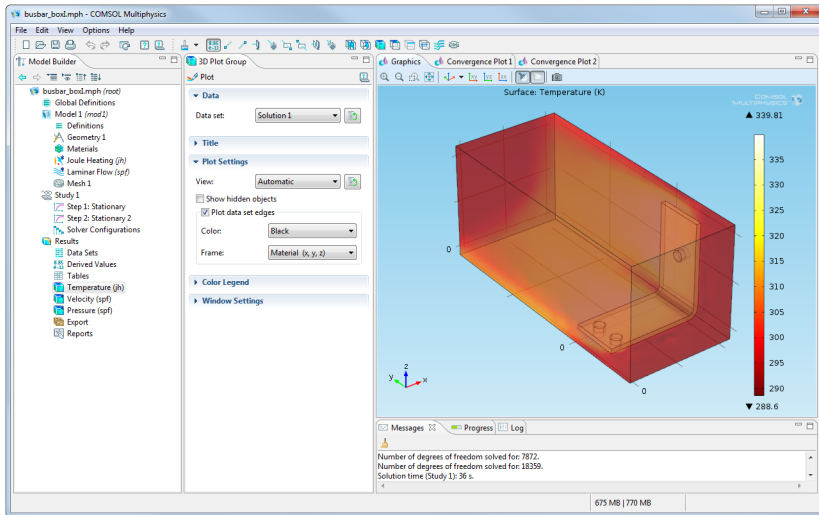 busbar_boxI.mph - COMSOL Multiphysics
File Edit View Options Help
Model Builder
busbar_boxI.mph (root)
Global Definitions
Model 1 (mod1)
Definitions
Geometry 1
Materials
Joule Heating (jh)
Laminar Flow (spf)
Mesh 1
Study 1
Step 1: Stationary
Step 2: Stationary 2
Solver Configurations
Results
Data Sets
Derived Values
Tables
Temperature (jh)
Velocity (spf)
Pressure (spf)
Export
Reports
3D Plot Group
Plot
Data
Data set: Solution 1
Title
Plot Settings
View: Automatic
Show hidden objects
Plot data set edges
Color: Black
Frame: Material (x, y, z)
Color Legend
Window Settings
Graphics Convergence Plot 1 Convergence Plot 2
Surface: Temperature (K)
COMSOL
MULTIPHYSICS
▲ 339.81
335
330
325
320
315
310
305
300
295
290
▼ 288.6
0
0
0
z
y
x
Messages Progress Log
Number of degrees of freedom solved for: 7872.
Number of degrees of freedom solved for: 18359.
Solution time (Study 1): 36 s.
675 MB | 770 MB